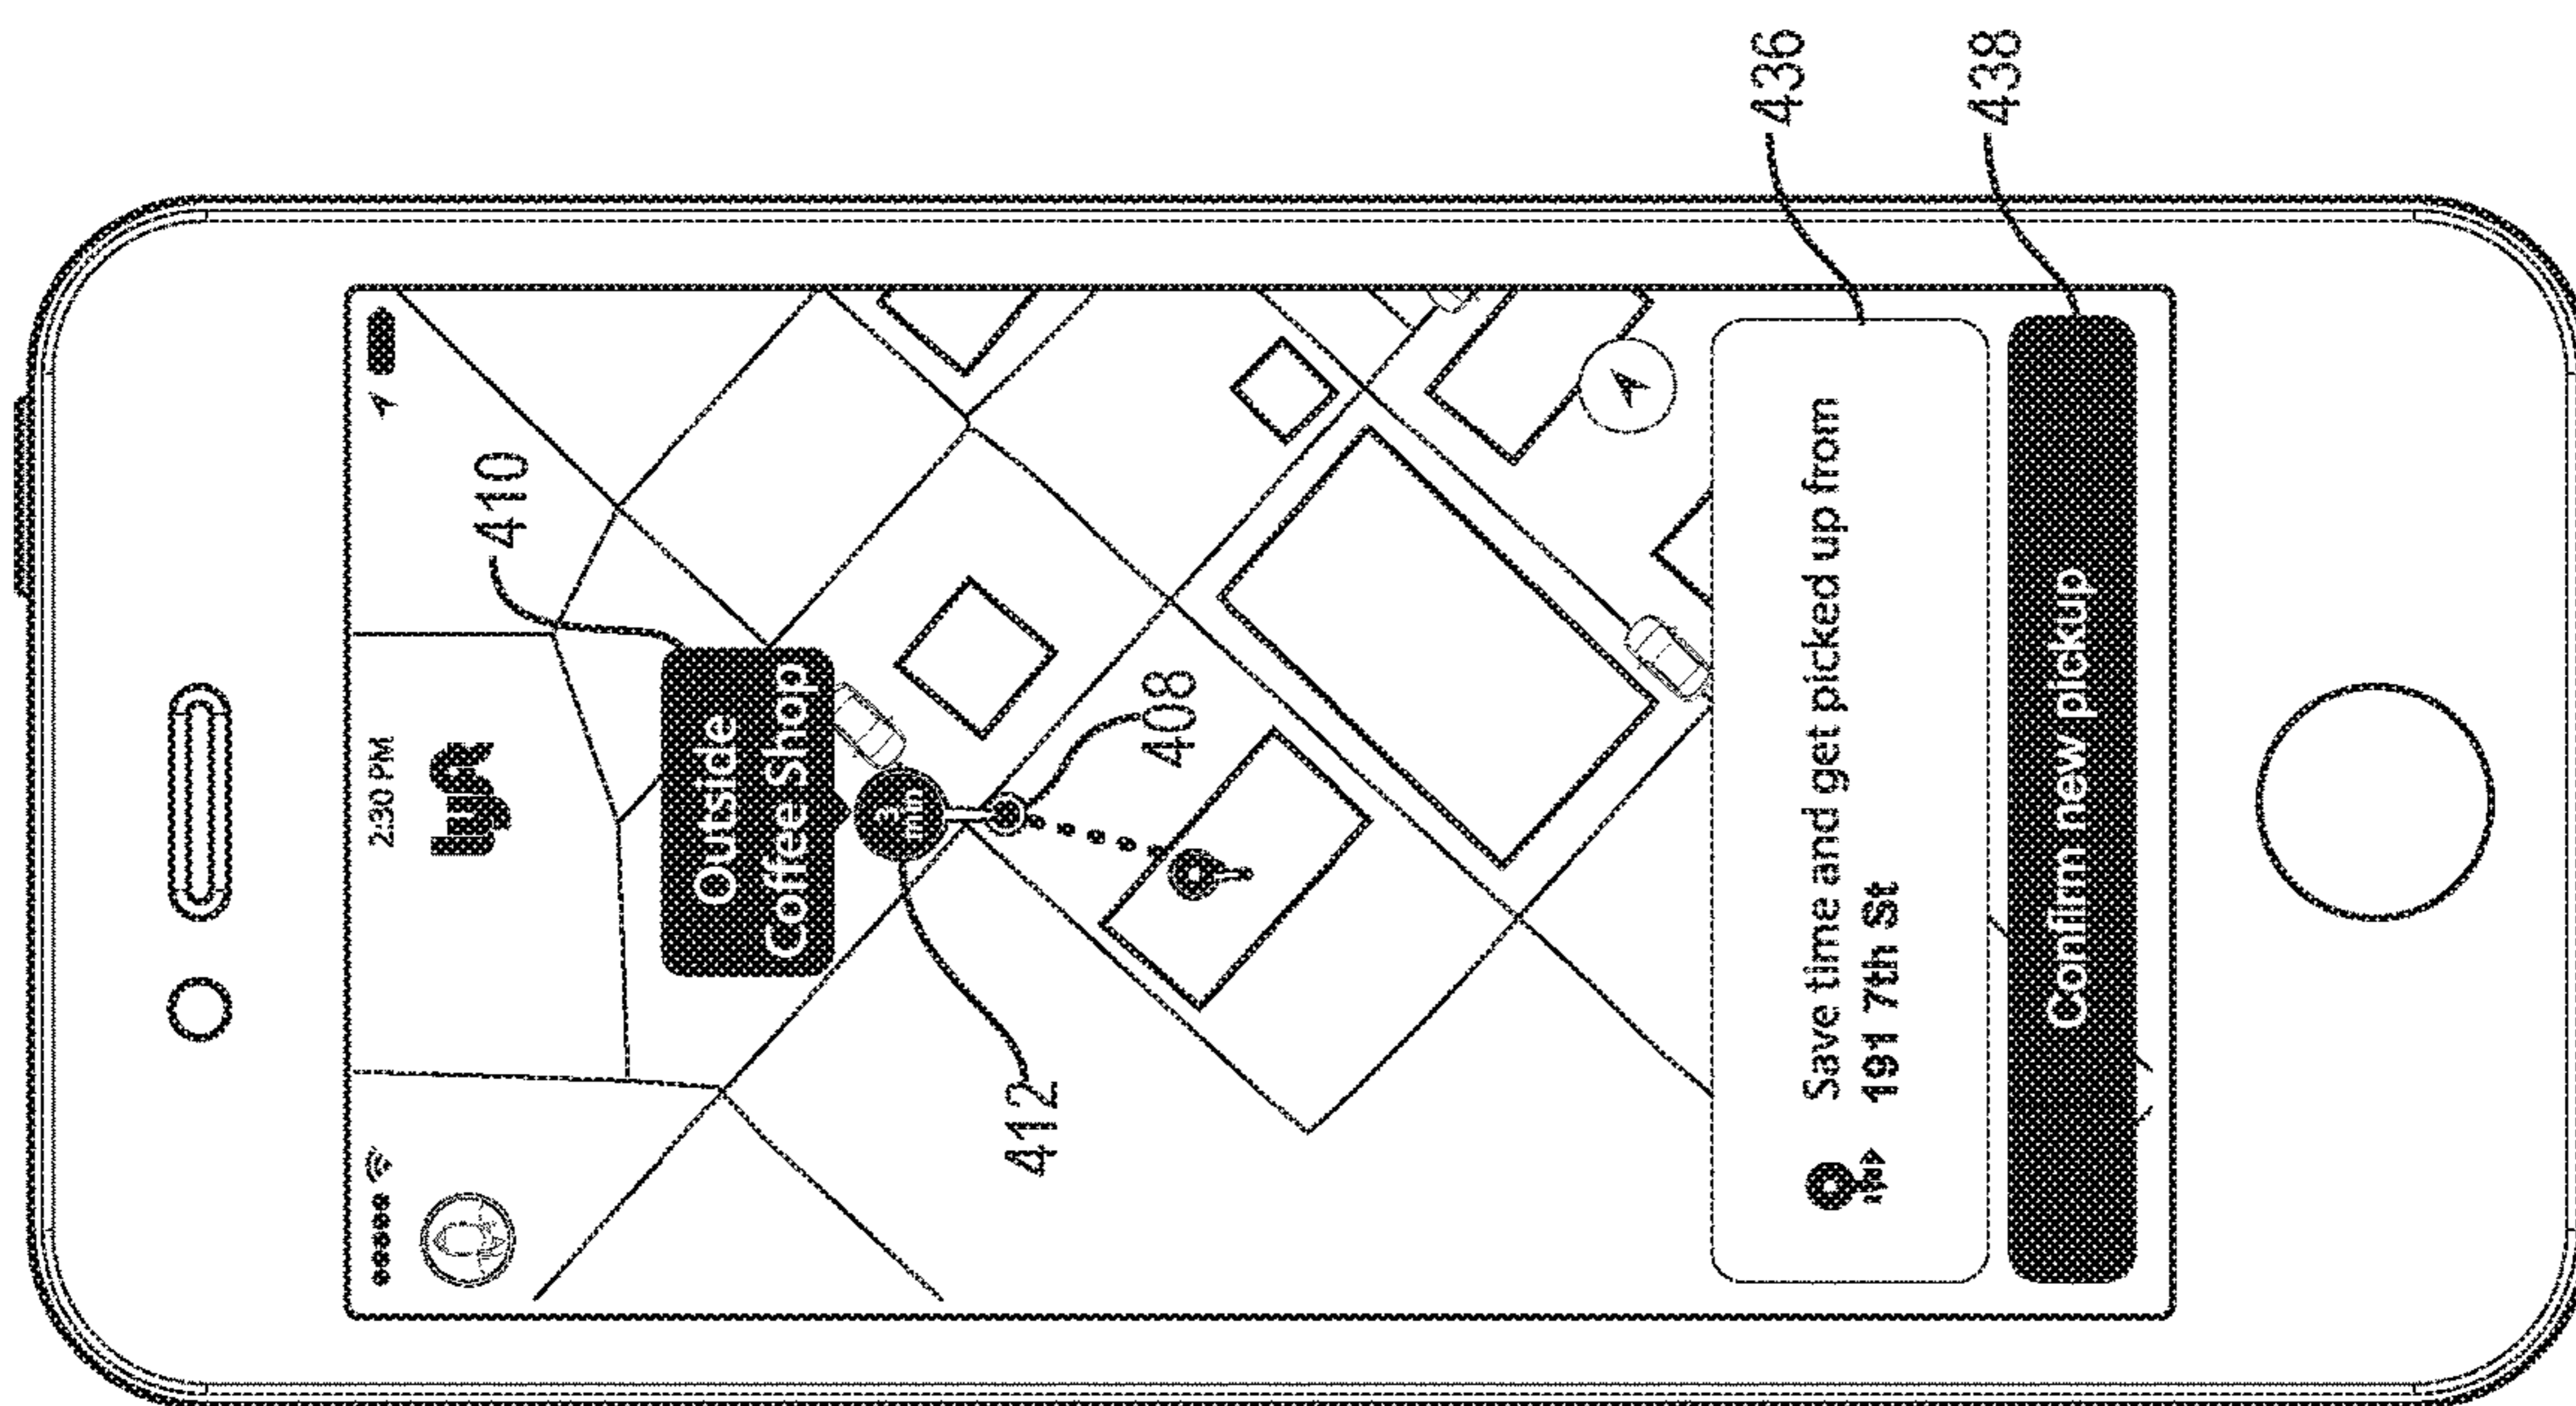 2:30 PM
lyft
410
Outside
Coffee Shop
3
min
408
412
Save time and get picked up from
191 7th St
436
Confirm new pickup
438